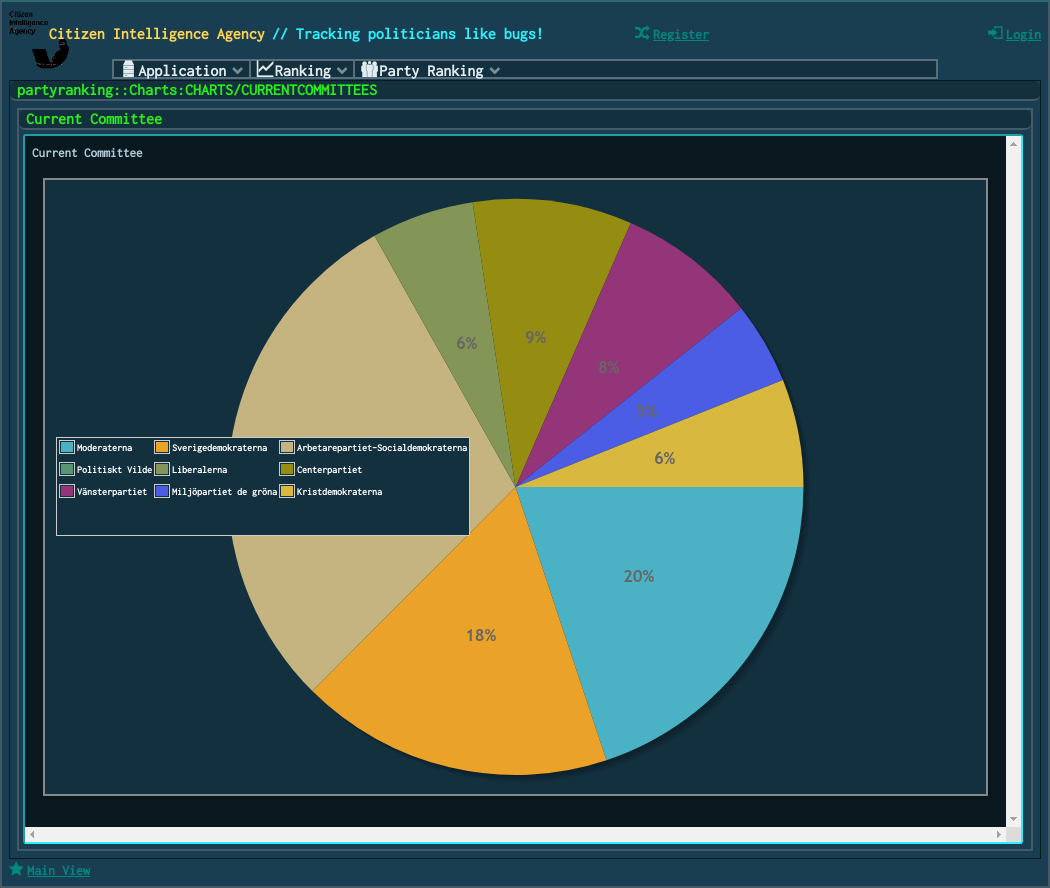 Citizen
Intelligence
Agency
Citizen Intelligence Agency // Tracking politicians like bugs!
Register
Login
Application
Ranking
Party Ranking
partyranking::Charts:CHARTS/CURRENTCOMMITTEES
Current Committee
Current Committee
9%
6%
8%
5%
6%
20%
18%
Moderaterna
Sverigedemokraterna
Arbetarepartiet-Socialdemokraterna
Politiskt Vilde
Liberalerna
Centerpartiet
Vänsterpartiet
Miljöpartiet de gröna
Kristdemokraterna
Main View